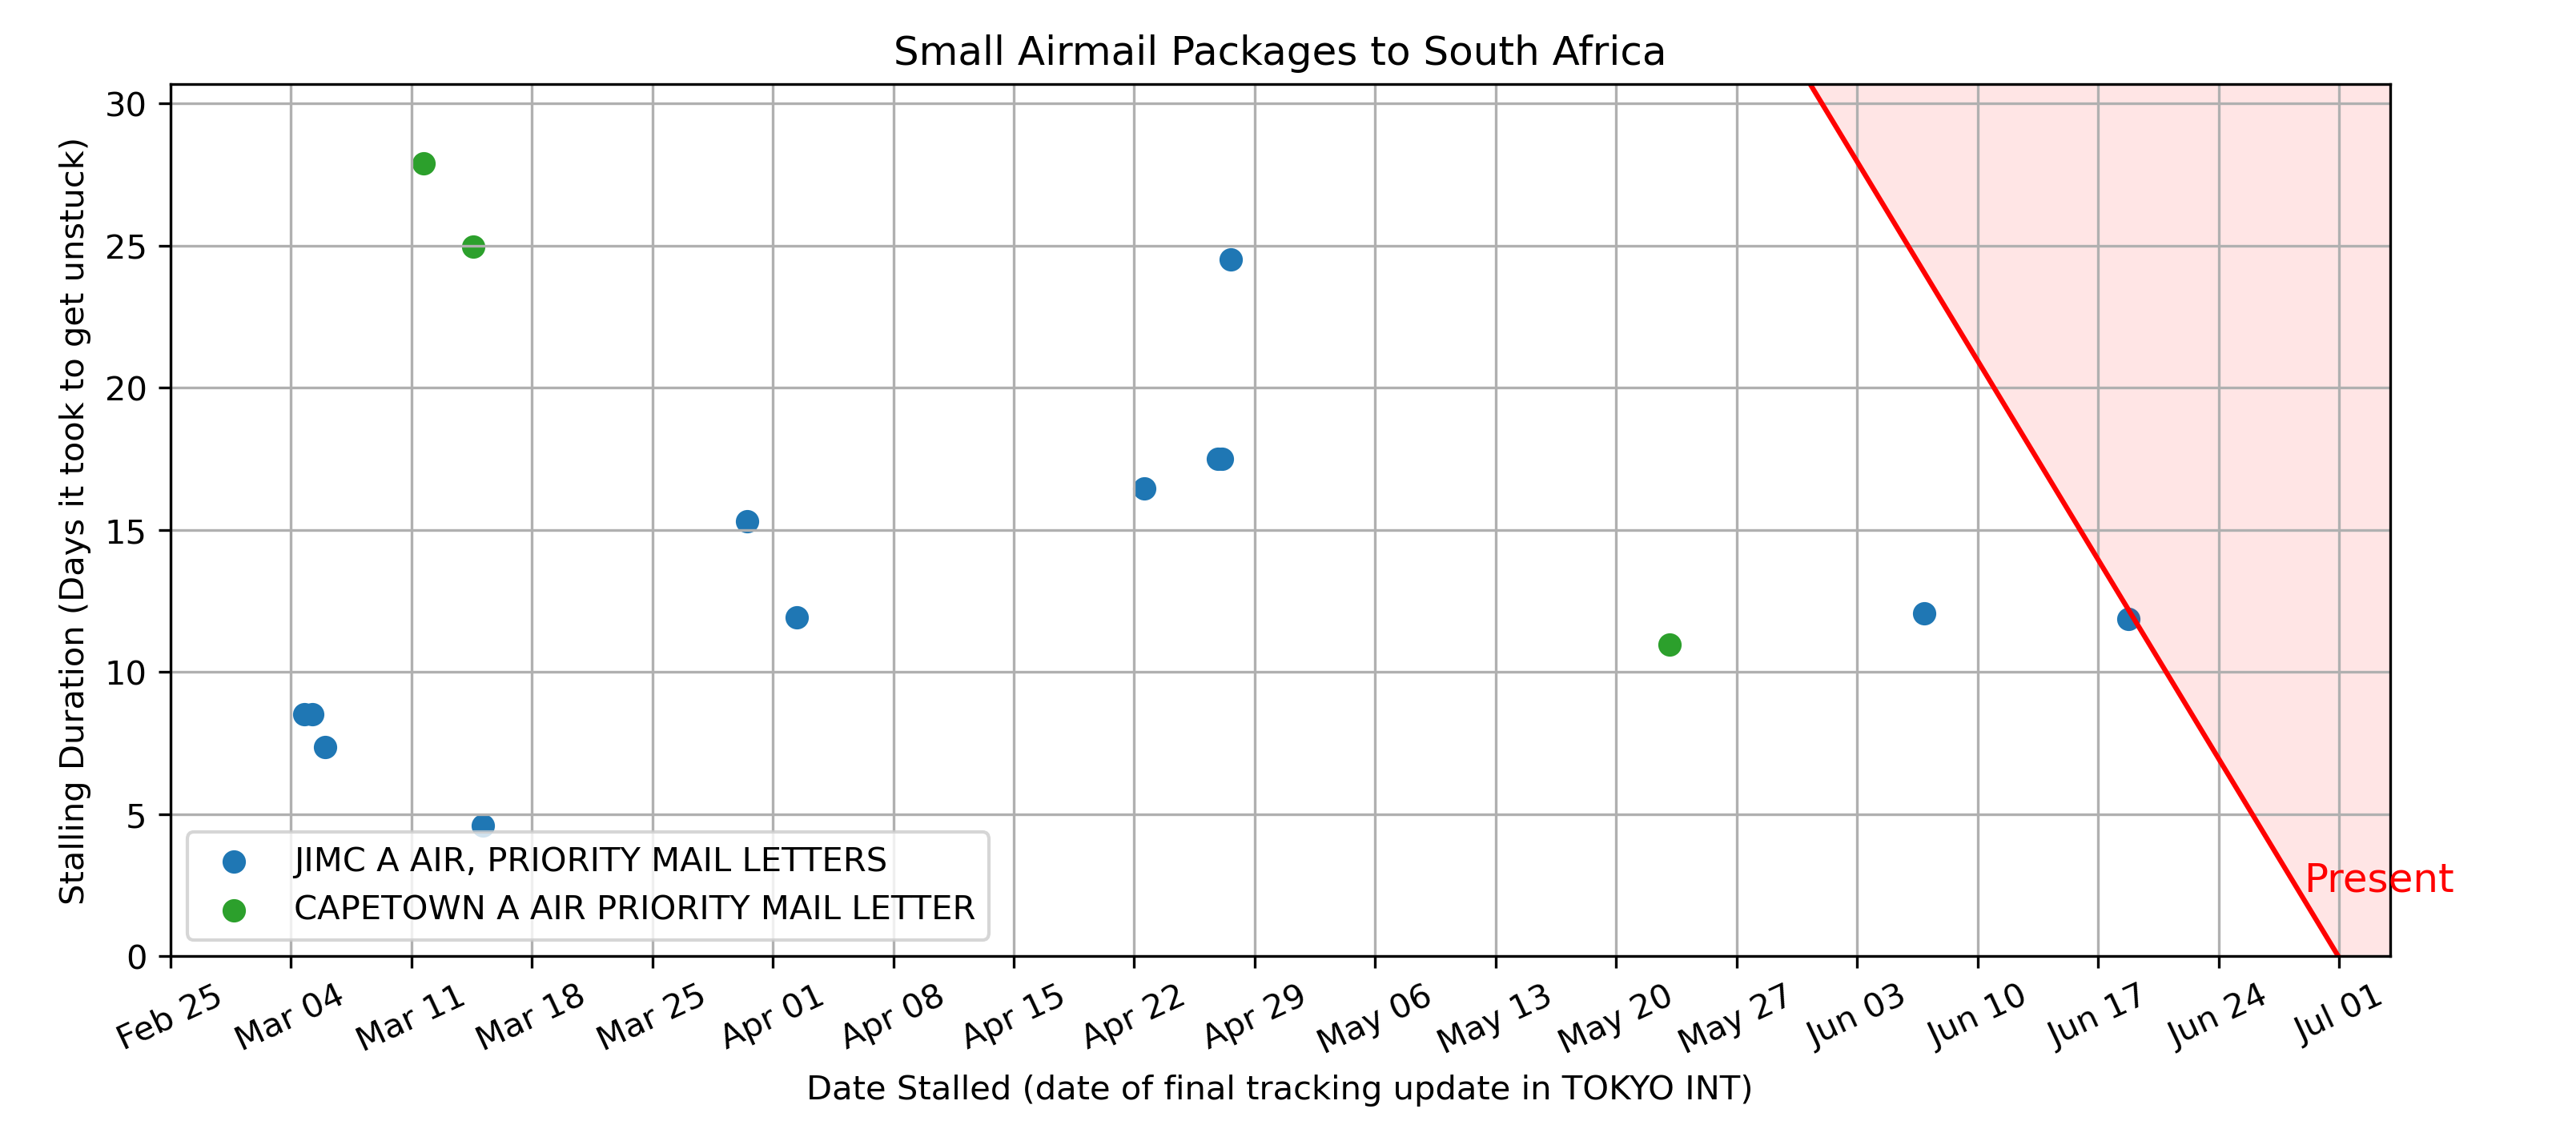 Small Airmail Packages to South Africa
Stalling Duration (Days it took to get unstuck)
30
25
20
15
10
5
0
JIMC A AIR, PRIORITY MAIL LETTERS
CAPETOWN A AIR PRIORITY MAIL LETTER
Present
Feb 25
Mar 04
Mar 11
Mar 18
Mar 25
Apr 01
Apr 08
Apr 15
Apr 22
Apr 29
May 06
May 13
May 20
May 27
Jun 03
Jun 10
Jun 17
Jun 24
Jul 01
Date Stalled (date of final tracking update in TOKYO INT)